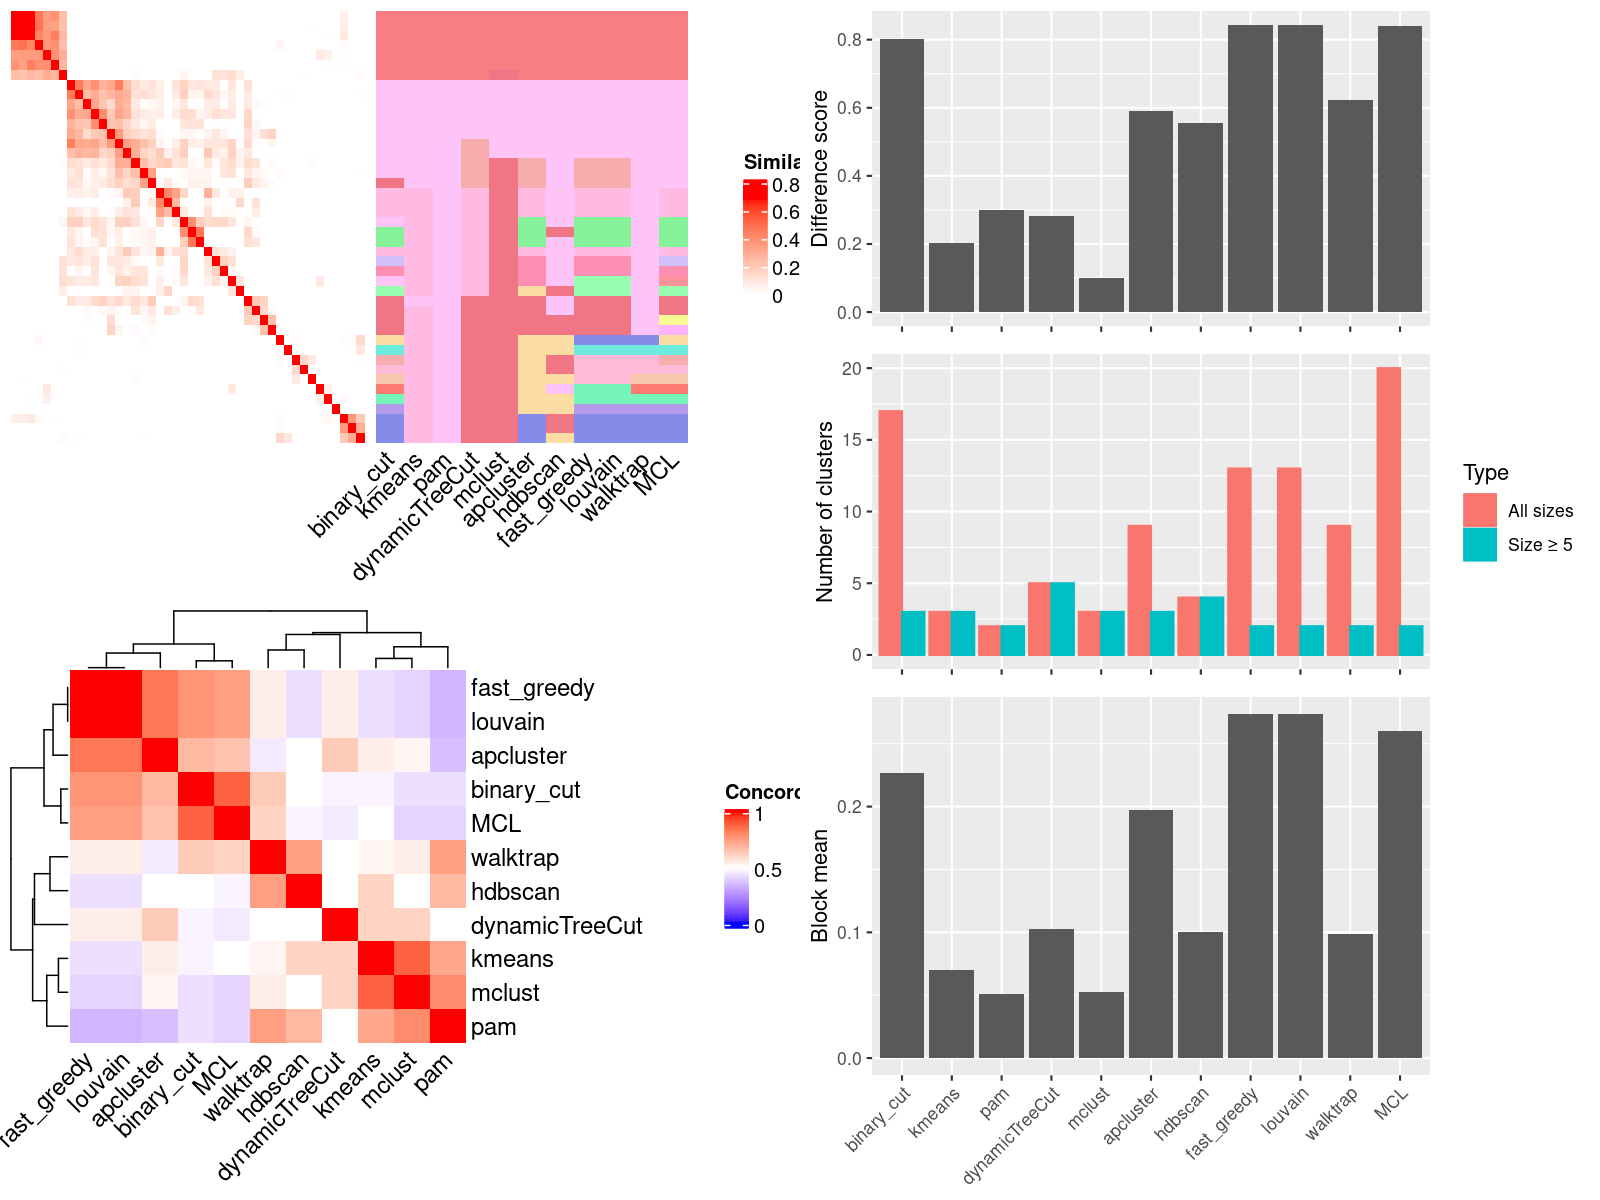 Simila
0.8
0.6
0.4
0.2
0
binary_cut
kmeans
pam
dynamicTreeCut
mclust
apcluster
hdbscan
fast_greedy
louvain
walktrap
MCL
Difference score
0.8
0.6
0.4
0.2
0.0
Number of clusters
20
15
10
5
0
Type
All sizes
Size ≥ 5
fast_greedy
louvain
apcluster
binary_cut
MCL
walktrap
hdbscan
dynamicTreeCut
kmeans
mclust
pam
fast_greedy
louvain
apcluster
binary_cut
MCL
walktrap
hdbscan
dynamicTreeCut
kmeans
mclust
pam
Concord
1
0.5
0
Block mean
0.2
0.1
0.0
binary_cut
kmeans
pam
dynamicTreeCut
mclust
apcluster
hdbscan
fast_greedy
louvain
walktrap
MCL